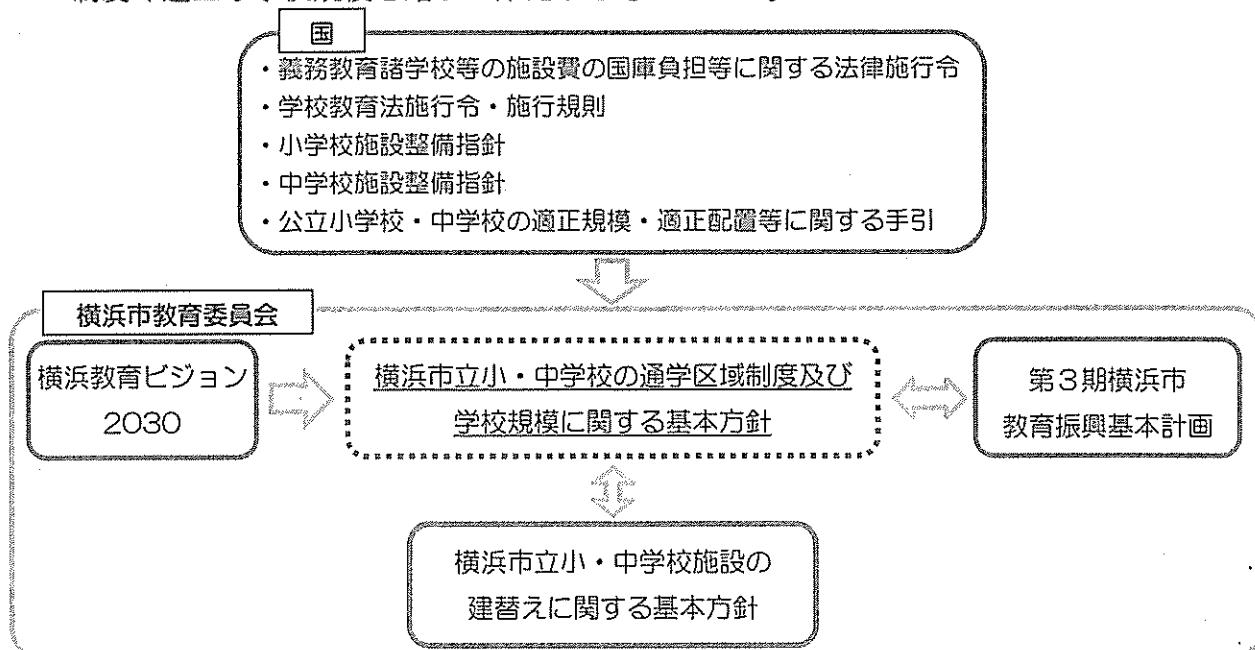 国
・義務教育諸学校等の施設費の国庫負担等に関する法律施行令
・学校教育法施行令・施行規則
・小学校施設整備指針
・中学校施設整備指針
・公立小学校・中学校の適正規模・適正配置等に関する手引
横浜市教育委員会
横浜教育ビジョン
2030
横浜市立小・中学校の通学区域制度及び
学校規模に関する基本方針
第3期横浜市
教育振興基本計画
横浜市立小・中学校施設の
建替えに関する基本方針